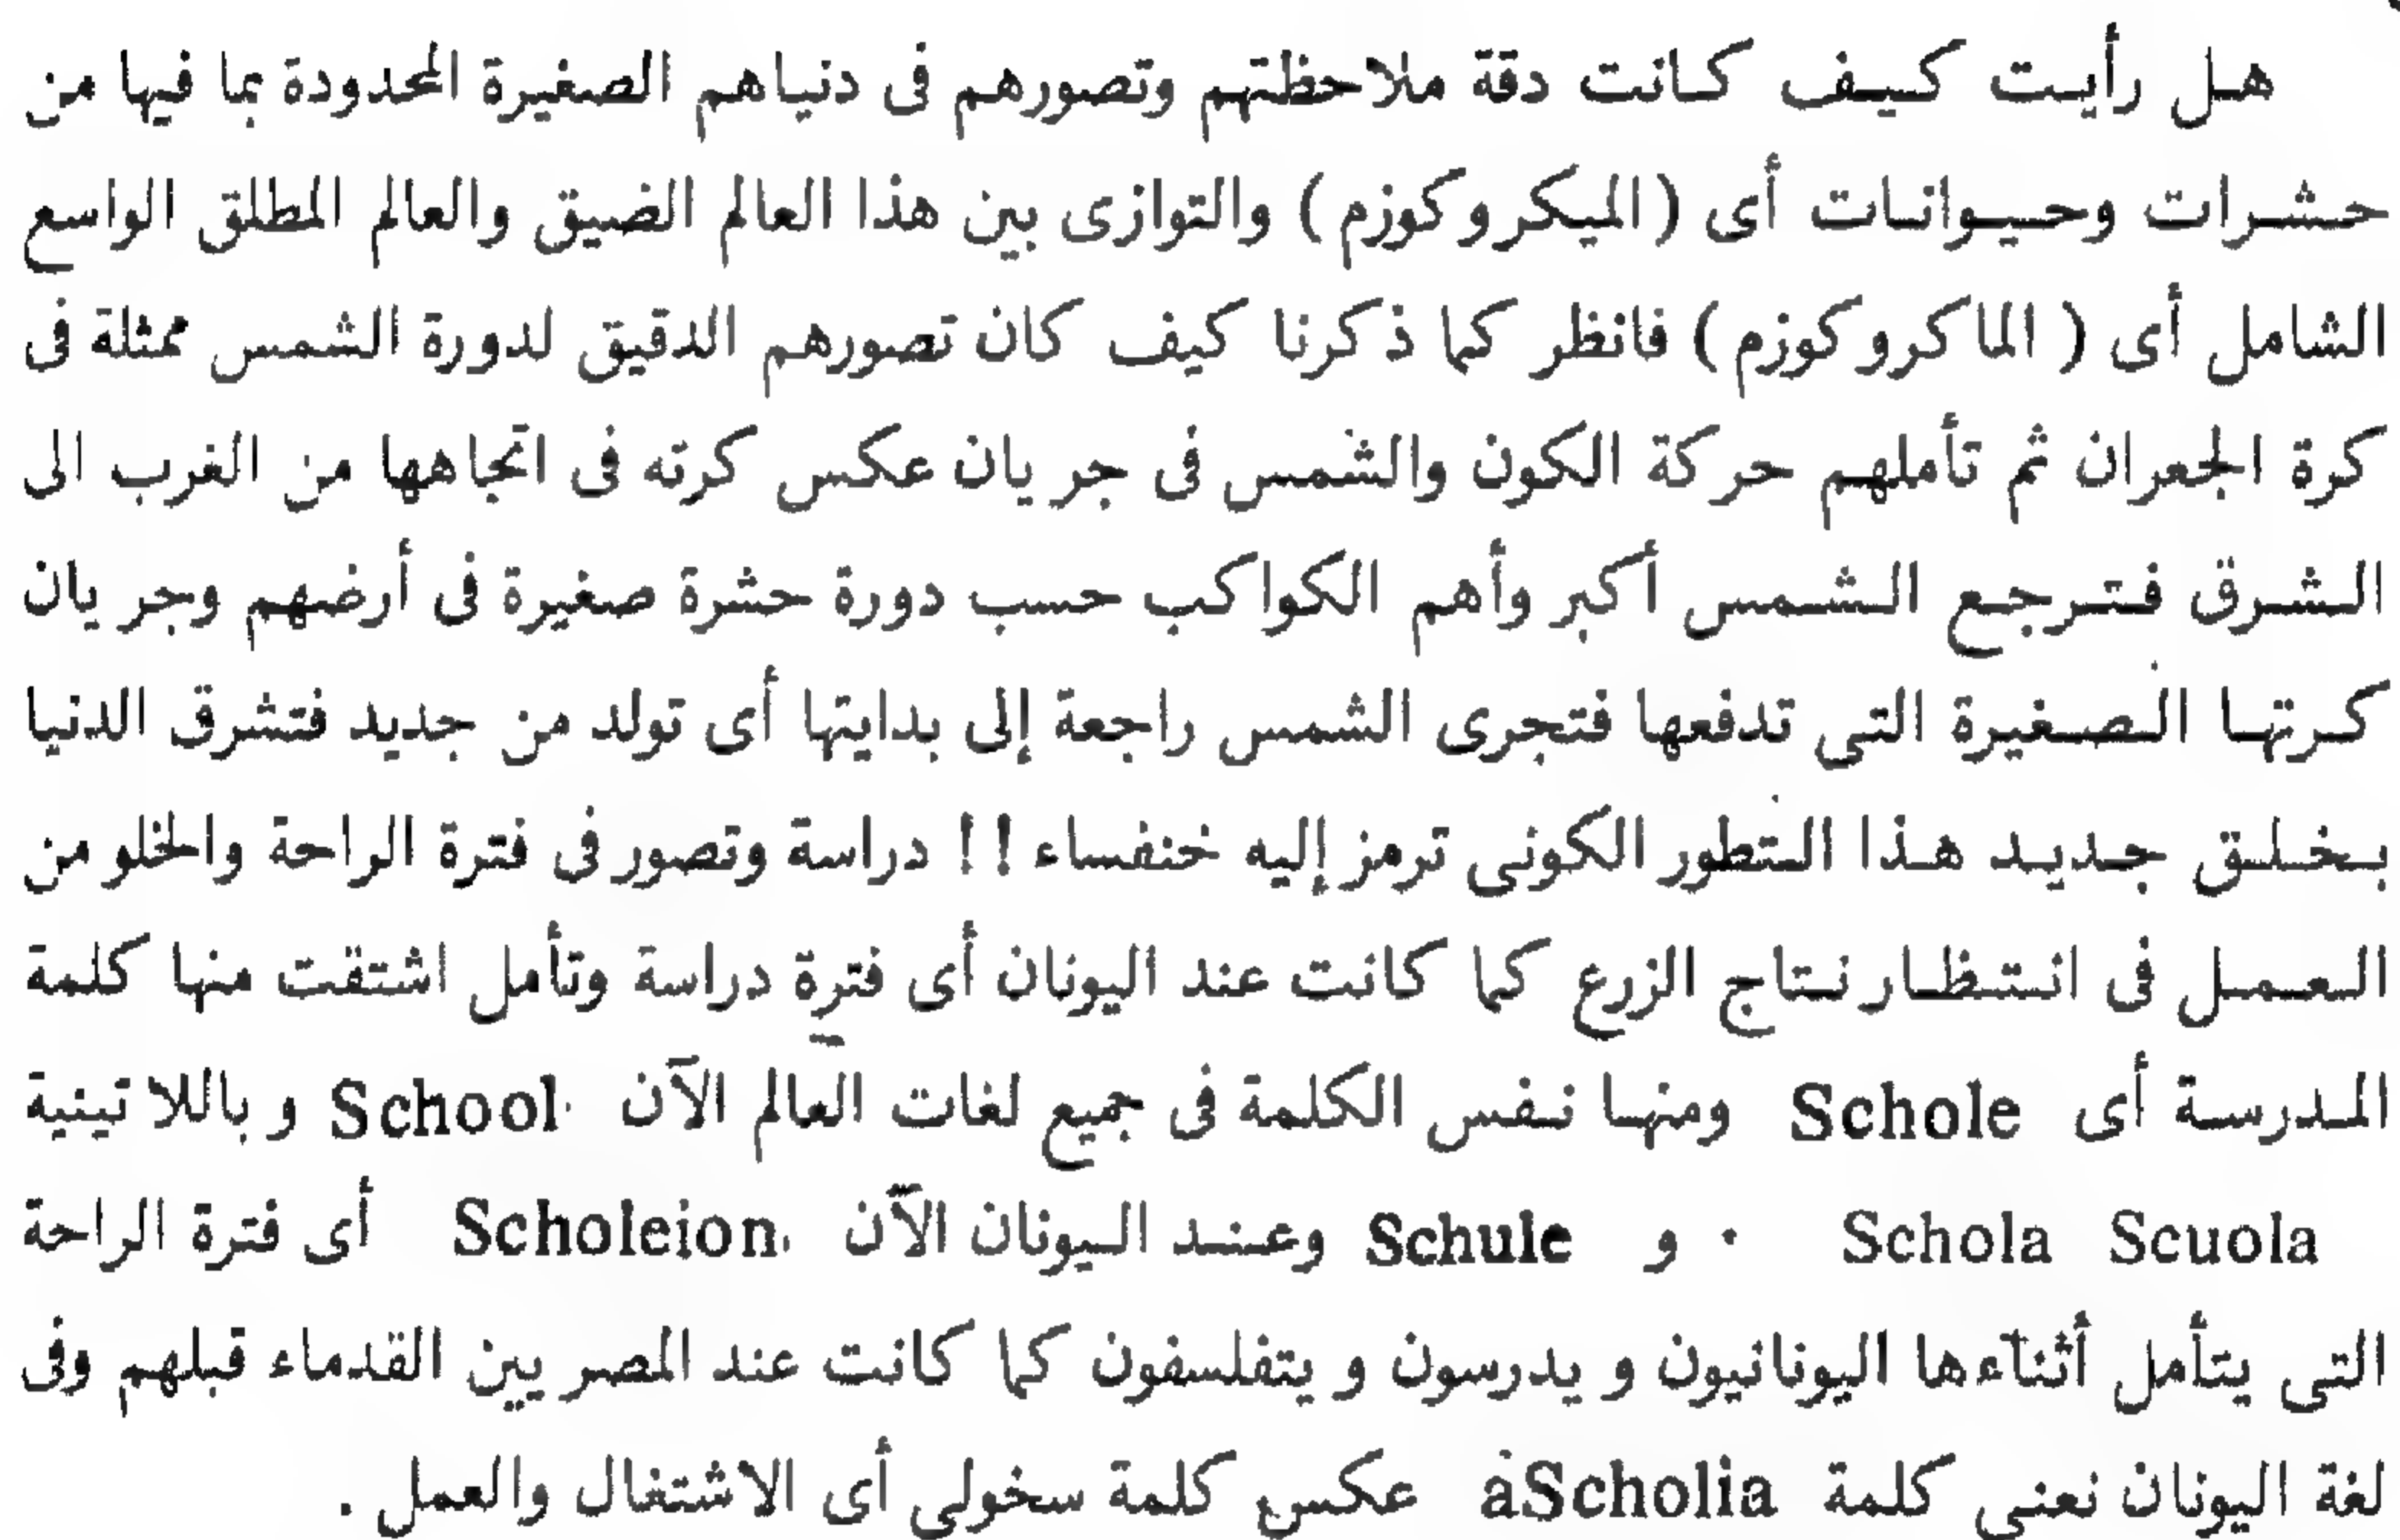 هل رأيت كيف كانت دقة ملاحظتهم وتصورهم فى دنياهم الصغيرة المحدودة بما فيها من
حشرات وحيوانات أى (الميكروكوزم) والتوازى بين هذا العالم الضيق والعالم المطلق الواسع
الشامل أى (الماكروكوزم) فانظر كما ذكرنا كيف كان تصورهم الدقيق لدورة الشمس ممثلة فى
كرة الجعران ثم تأملهم حركة الكون والشمس فى جريان عكس كرته فى اتجاهها من الغرب الى
الشرق فترجع الشمس أكبر وأهم الكواكب حسب دورة حشرة صغيرة فى أرضهم وجريان
كرتها الصغيرة التى تدفعها فتجرى الشمس راجعة إلى بدايتها أى تولد من جديد فتشرق الدنيا
بخلق جديد هذا التطور الكونى ترمز إليه خنفساء !! دراسة وتصور فى فترة الراحة والخلو من
العمل فى انتظار نتاج الزرع كما كانت عند اليونان أى فترة دراسة وتأمل اشتقت منها كلمة
المدرسة أى Schole ومنها نفس الكلمة فى جميع لغات العالم الآن School وباللاتينية
Schola Scuola و Schule وعند اليونان الآن Scholeion أى فترة الراحة
التى يتأمل أثناءها اليونانيون ويدرسون ويتفلسفون كما كانت عند المصريين القدماء قبلهم وفى
لغة اليونان نعنى كلمة àScholia عكس كلمة سخولى أى الاشتغال والعمل .